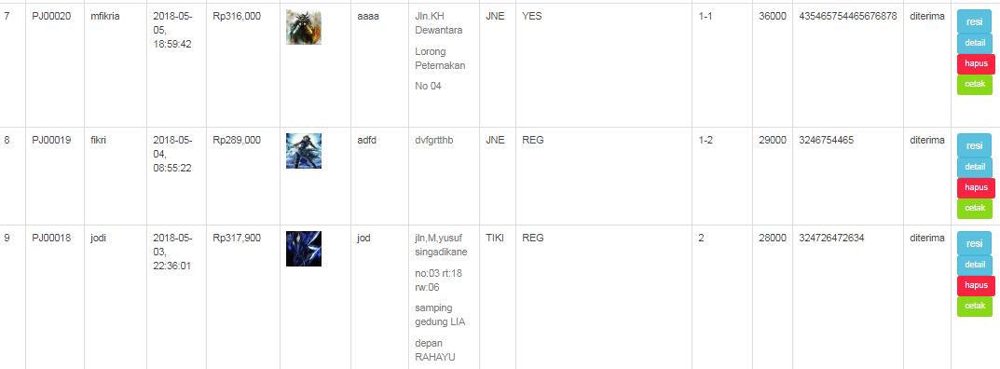 7 PJ00020 mfikria 2018-05- Rp316,000 aaaa Jln.KH JNE YES 1-1 36000 435465754465676878 diterima resi
05, Dewantara detail
18:59:42 Lorong hapus
Peternakan cetak
No 04
8 PJ00019 fikri 2018-05- Rp289,000 adfd dvfgrtthb JNE REG 1-2 29000 3246754465 diterima resi
04, detail
08:55:22 hapus
cetak
9 PJ00018 jodi 2018-05- Rp317,900 jod jln,M,yusuf TIKI REG 2 28000 324726472634 diterima resi
03, singadikane detail
22:36:01 no:03 rt:18 hapus
rw:06 cetak
samping
gedung LIA
depan
RAHAYU